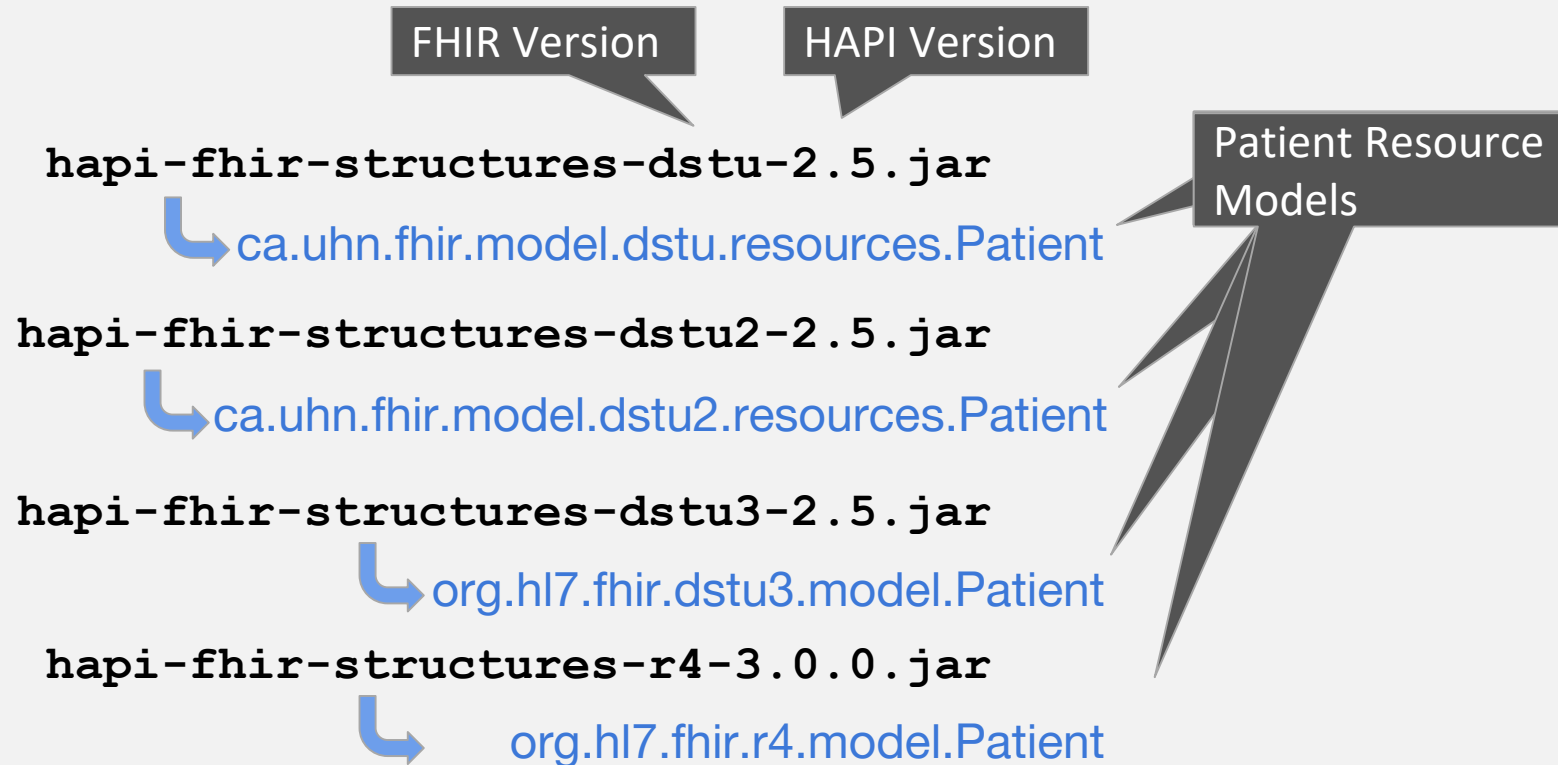 FHIR Version
HAPI Version
hapi-fhir-structures-dstu-2.5.jar
Patient Resource
Models
ca.uhn.fhir.model.dstu.resources.Patient
hapi-fhir-structures-dstu2-2.5.jar
ca.uhn.fhir.model.dstu2.resources.Patient
hapi-fhir-structures-dstu3-2.5.jar
org.hl7.fhir.dstu3.model.Patient
hapi-fhir-structures-r4-3.0.0.jar
org.hl7.fhir.r4.model.Patient